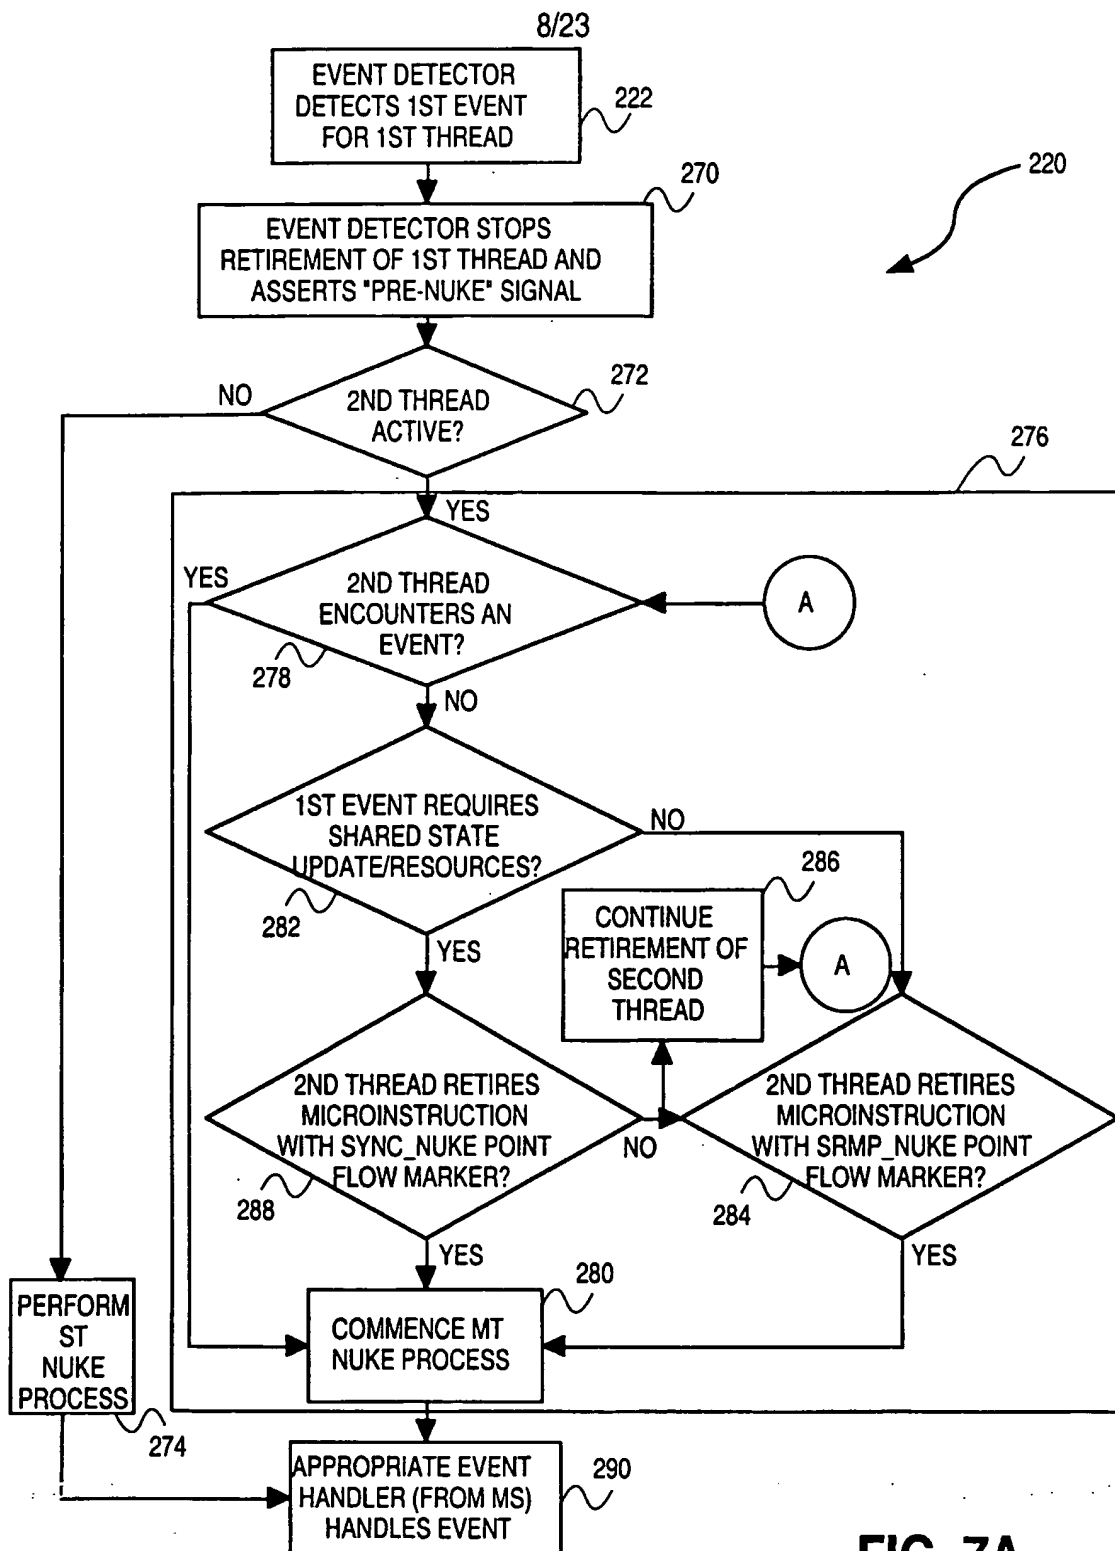 8/23
EVENT DETECTOR
DETECTS 1ST EVENT
FOR 1ST THREAD
222
220
270
EVENT DETECTOR STOPS
RETIREMENT OF 1ST THREAD AND
ASSERTS "PRE-NUKE" SIGNAL
272
NO
2ND THREAD
ACTIVE?
276
YES
YES
2ND THREAD
ENCOUNTERS AN
EVENT?
A
278
NO
1ST EVENT REQUIRES
SHARED STATE
UPDATE/RESOURCES?
NO
282
286
CONTINUE
RETIREMENT OF
SECOND
THREAD
A
YES
2ND THREAD RETIRES
MICROINSTRUCTION
WITH SYNC_NUKE POINT
FLOW MARKER?
NO
2ND THREAD RETIRES
MICROINSTRUCTION
WITH SRMP_NUKE POINT
FLOW MARKER?
288
284
YES
YES
280
PERFORM
ST
NUKE
PROCESS
COMMENCE MT
NUKE PROCESS
274
APPROPRIATE EVENT
HANDLER (FROM MS)
HANDLES EVENT
290
FIG. 7A